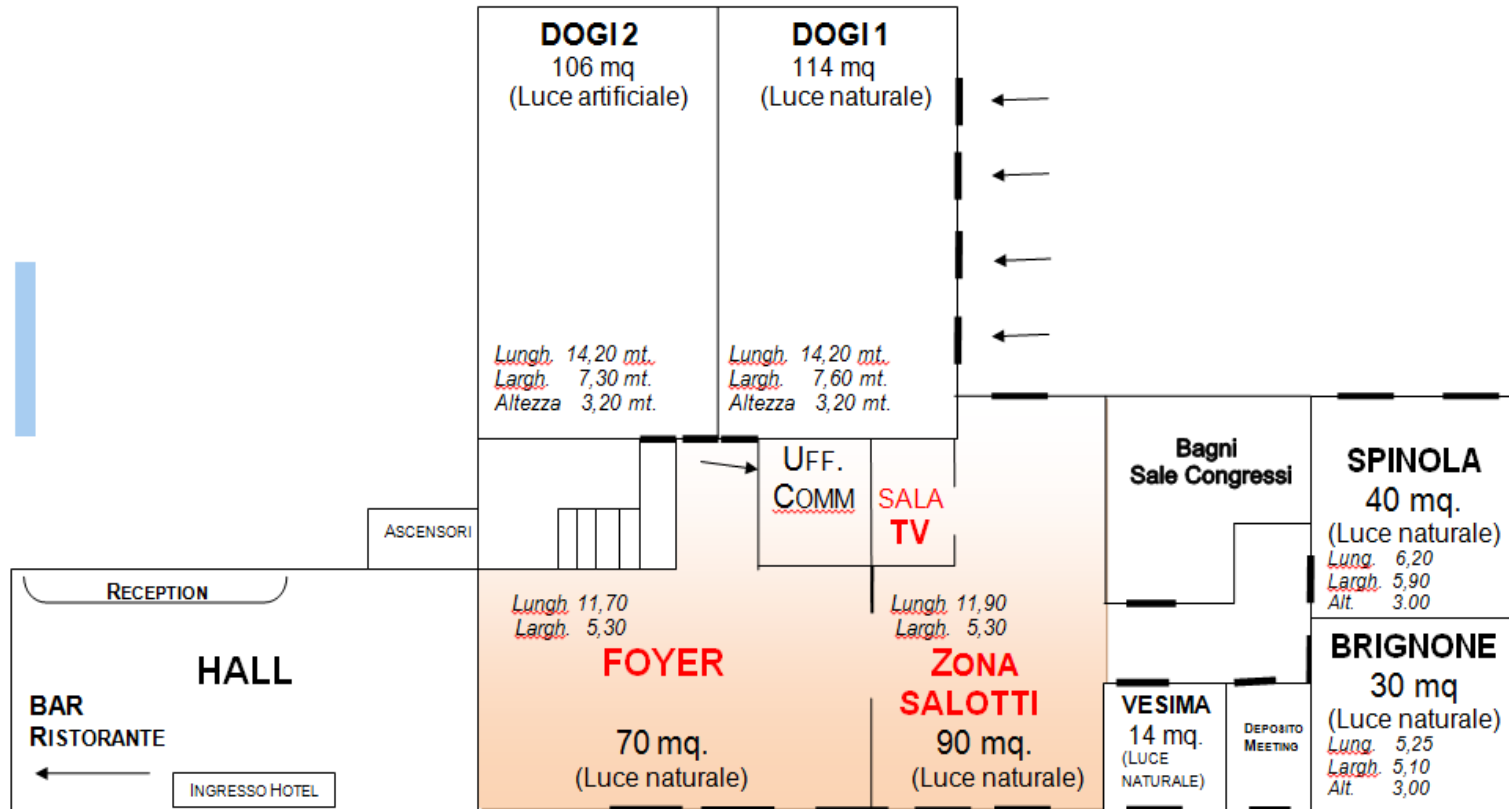 DOGI 2
106 mq
(Luce artificiale)
Lungh. 14,20 mt.
Largh. 7,30 mt.
Altezza 3,20 mt.
DOGI 1
114 mq
(Luce naturale)
Lungh. 14,20 mt.
Largh. 7,60 mt.
Altezza 3,20 mt.
UFF.
COMM
SALA
TV
Bagni
Sale Congressi
SPINOLA
40 mq.
(Luce naturale)
Lung. 6,20
Largh. 5,90
Alt. 3.00
ASCENSORI
RECEPTION
HALL
BAR
RISTORANTE
INGRESSO HOTEL
Lungh 11,70
Largh. 5,30
FOYER
70 mq.
(Luce naturale)
Lungh 11,90
Largh. 5,30
ZONA
SALOTTI
90 mq.
(Luce naturale)
VESIMA
14 mq.
(LUCE
NATURALE)
DEPOSITO
MEETING
BRIGNONE
30 mq
(Luce naturale)
Lung. 5,25
Largh. 5,10
Alt. 3,00